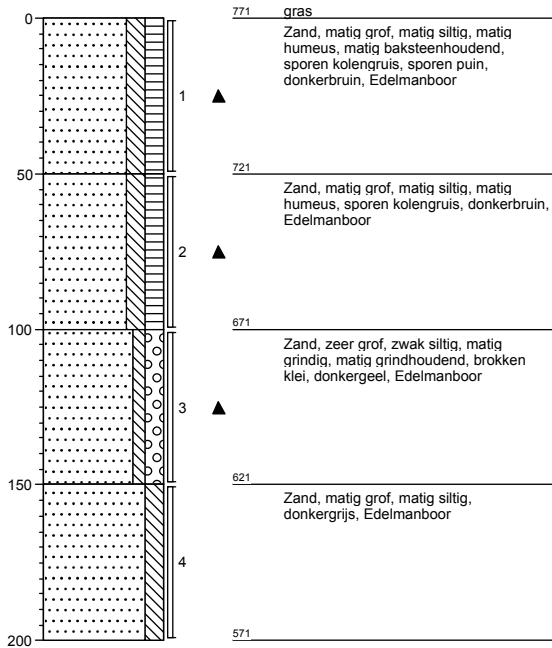 0
771 gras
Zand, matig grof, matig siltig, matig
humeus, matig baksteenhoudend,
sporen kolengruis, sporen puin,
donkerbruin, Edelmanboor
1
50
721
Zand, matig grof, matig siltig, matig
humeus, sporen kolengruis, donkerbruin,
Edelmanboor
2
100
671
Zand, zeer grof, zwak siltig, matig
grindig, matig grindhoudend, brokken
klei, donkergeel, Edelmanboor
3
150
621
Zand, matig grof, matig siltig,
donkergrijs, Edelmanboor
4
200
571